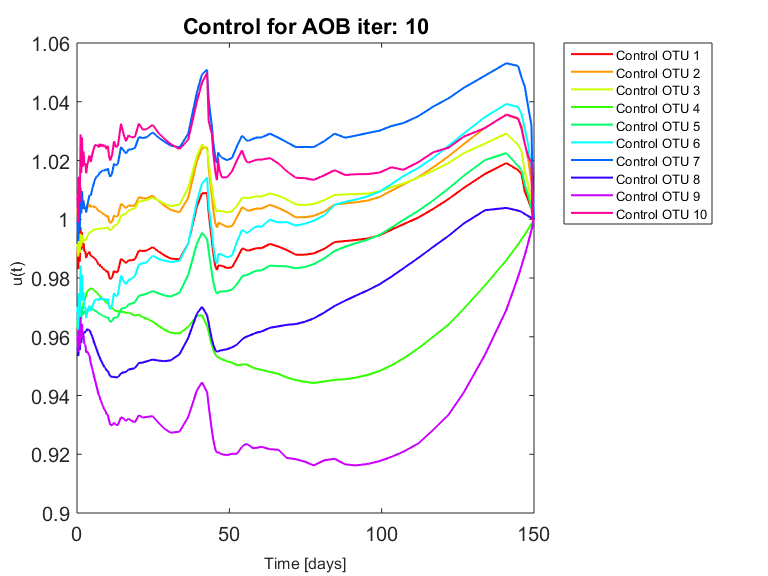 Control for AOB iter: 10
1.06
1.04
1.02
1
0.98
0.96
0.94
0.92
0.9
u(t)
0 50 100 150
Time [days]
Control OTU 1
Control OTU 2
Control OTU 3
Control OTU 4
Control OTU 5
Control OTU 6
Control OTU 7
Control OTU 8
Control OTU 9
Control OTU 10